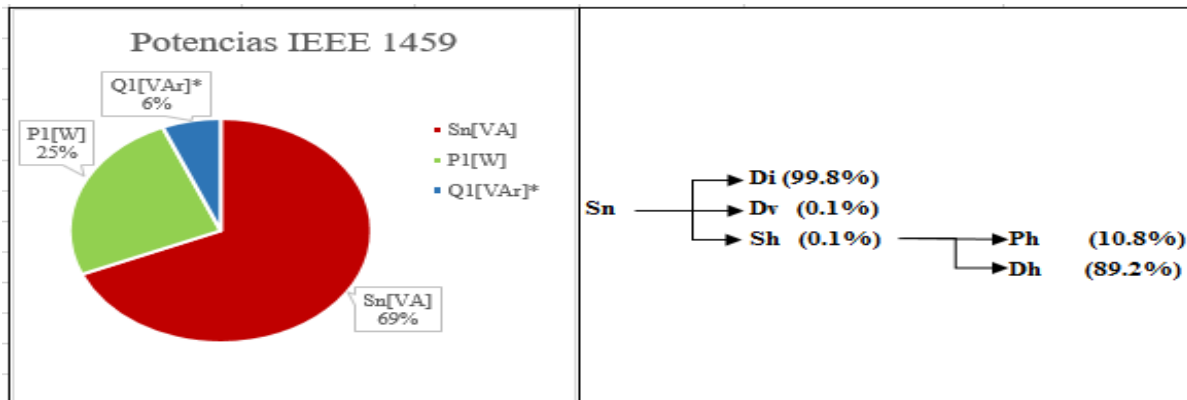 Potencias IEEE 1459
Q1[VAr]*
6%
P1[W]
25%
Sn[VA]
69%
Sn[VA]
P1[W]
Q1[VAr]*
Sn
Di (99.8%)
Dv (0.1%)
Sh (0.1%)
Ph (10.8%)
Dh (89.2%)